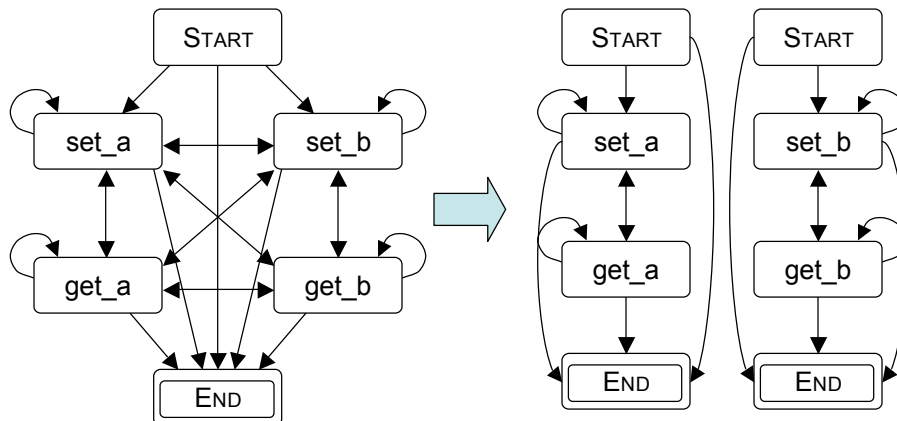 START
set_a
set_b
get_a
get_b
END
START
set_a
get_a
END
START
set_b
get_b
END